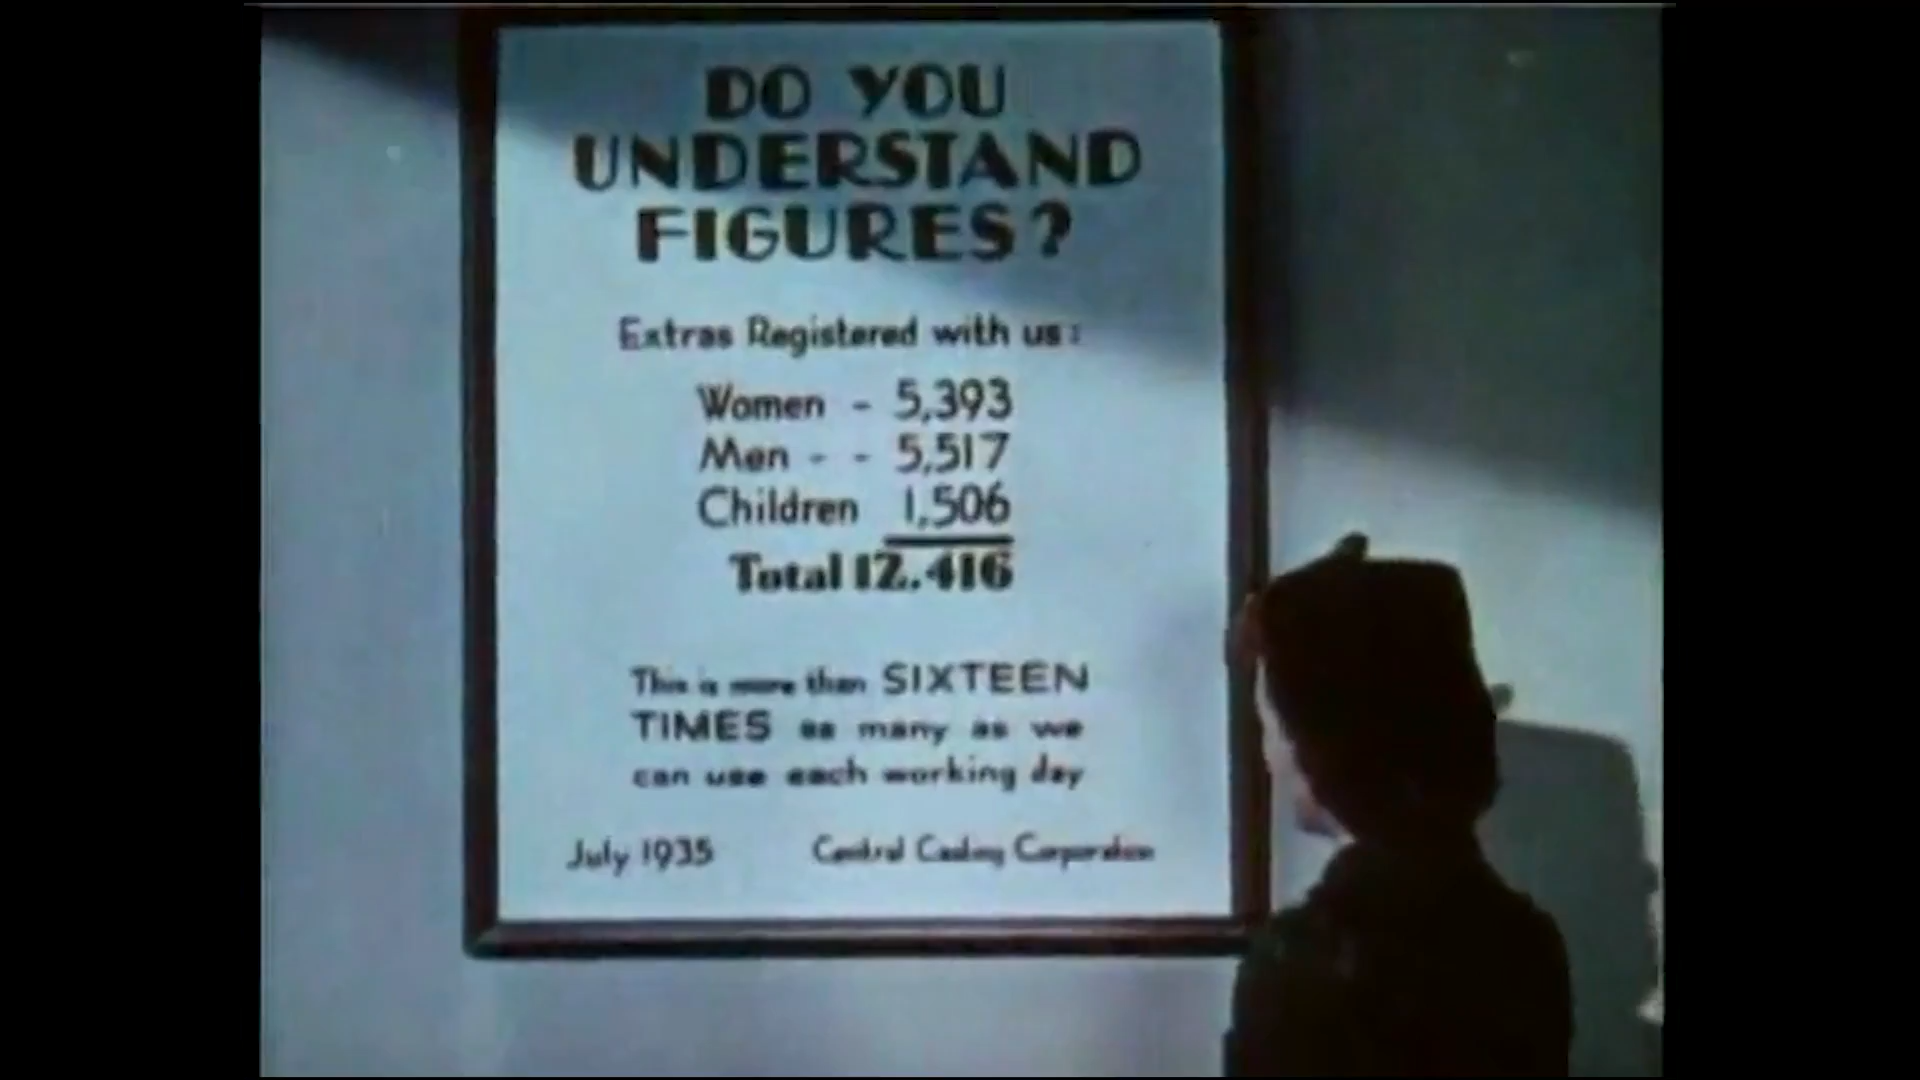 DO YOU
UNDERSTAND
FIGURES?
Extras Registered with us:
Women - 5,393
Men - - 5,517
Children 1,506
Total 12.416
This is more than SIXTEEN
TIMES as many as we
can use each working day
July 1935 Central Casting Corporation